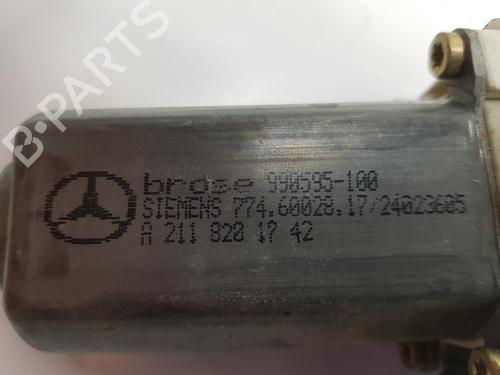 brose 990595-100
SIEMENS 774.60028.17/24023605
A 211 820 17 42
B-PARTS